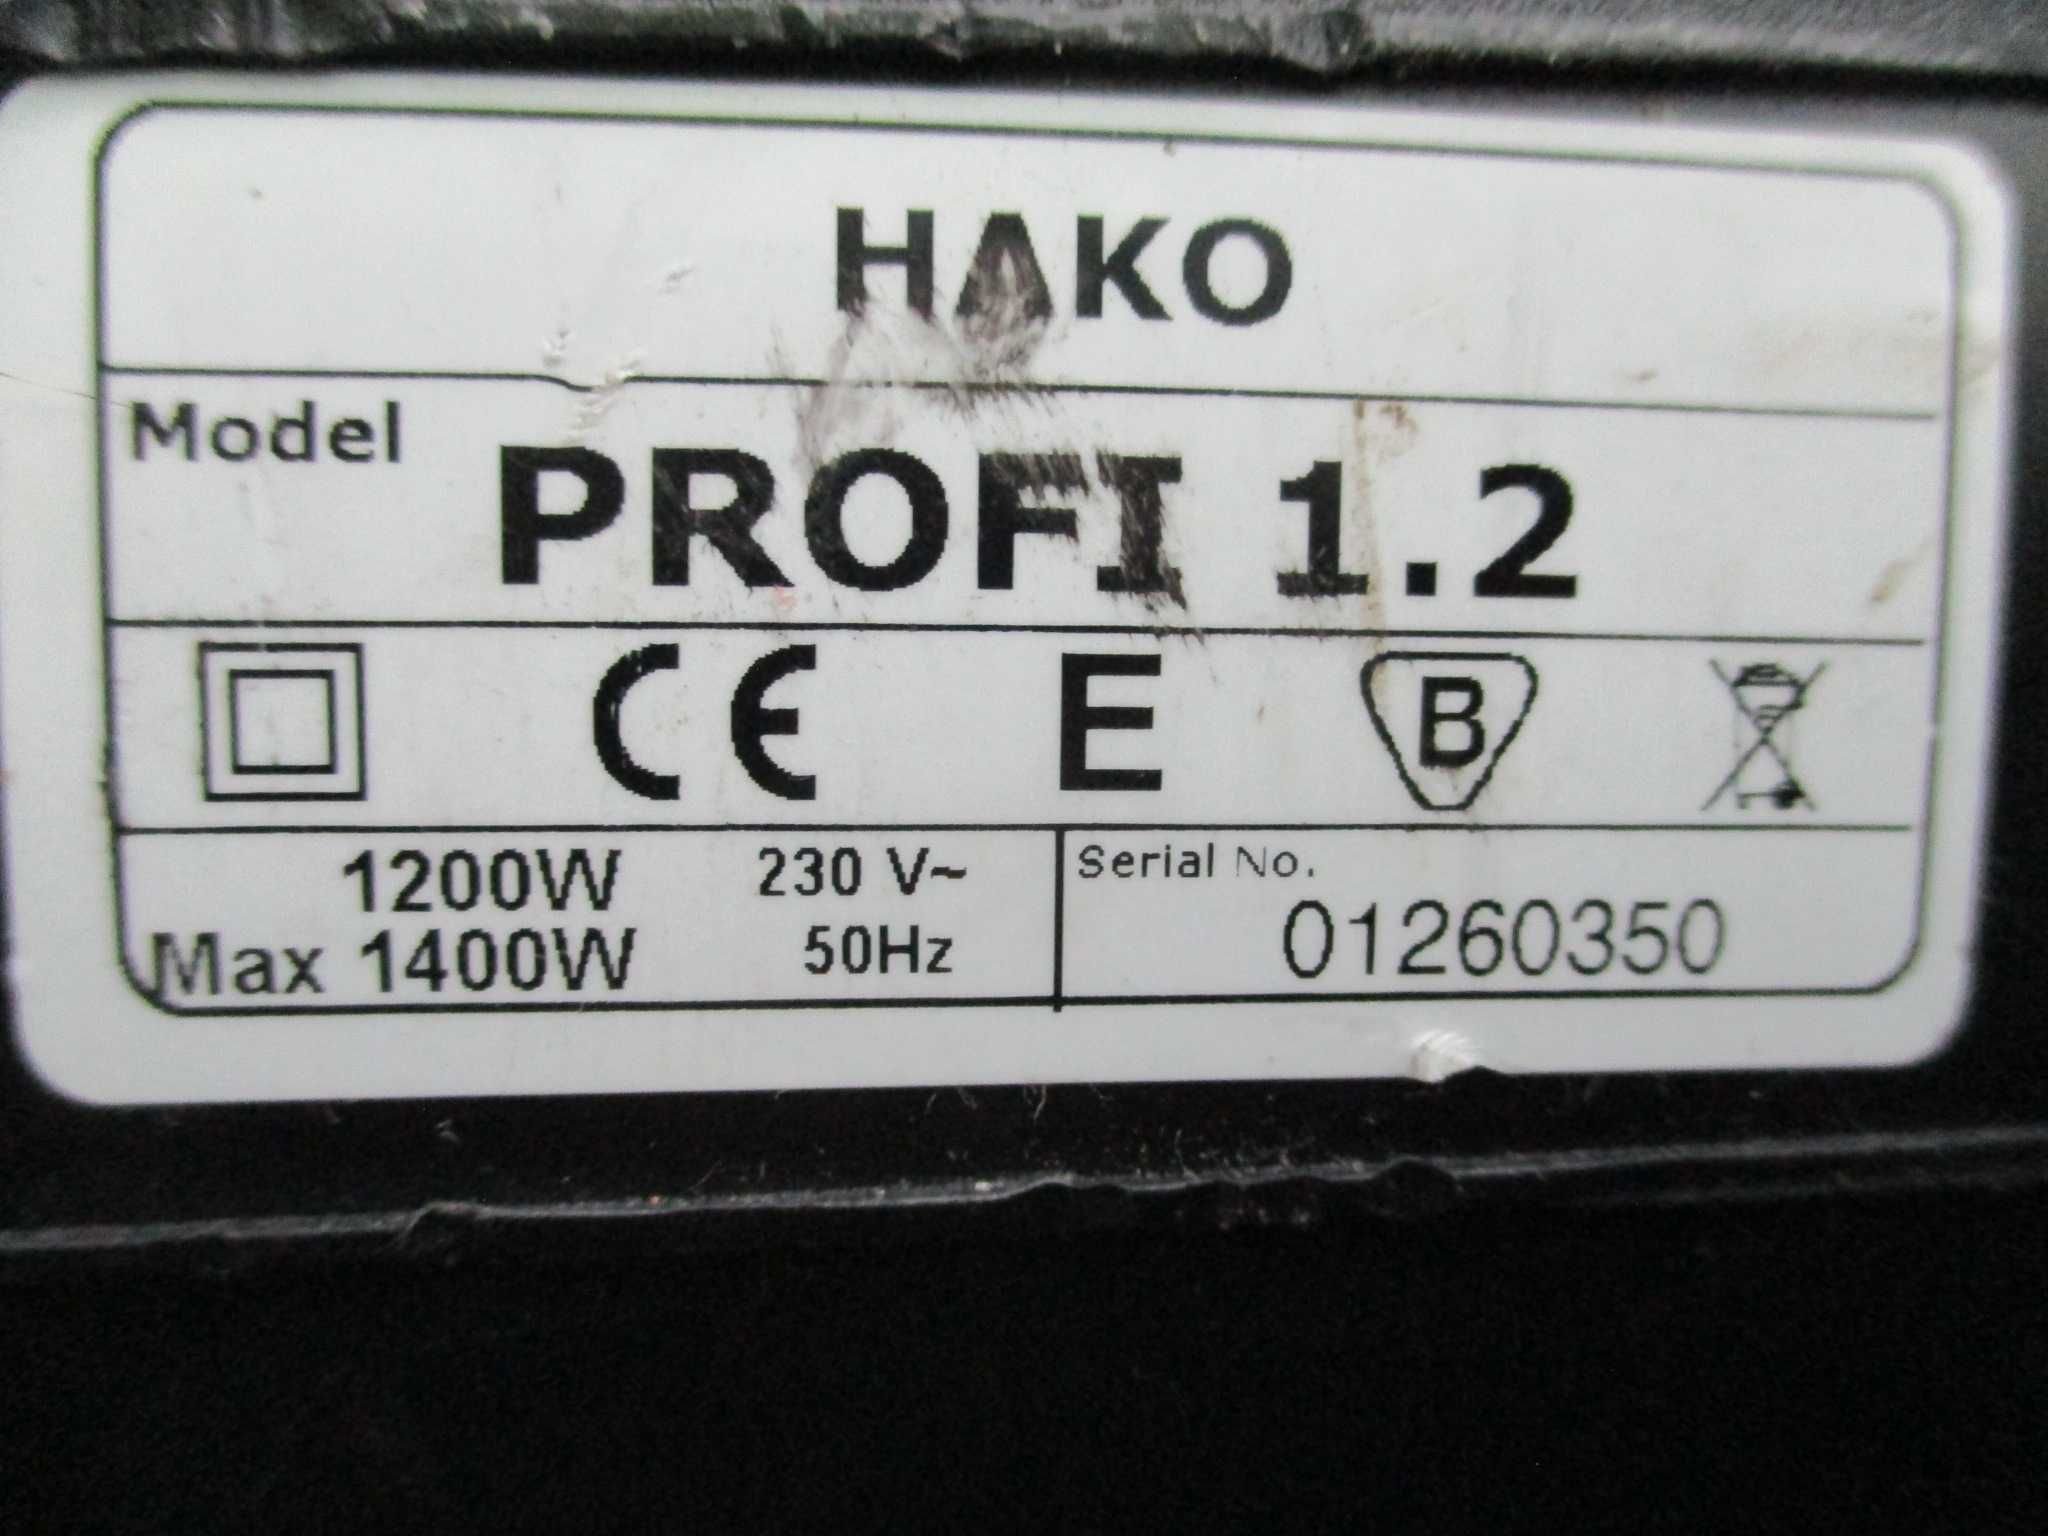 HAKO
Model
PROFI 1.2
CE E B
1200W 230 V~
Max 1400W 50Hz
Serial No.
01260350